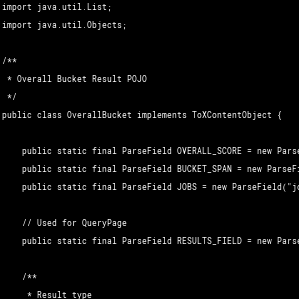 import java.util.List;
import java.util.Objects;
/**
 * Overall Bucket Result POJO
 */
public class OverallBucket implements ToXContentObject {
    public static final ParseField OVERALL_SCORE = new Parse
    public static final ParseField BUCKET_SPAN = new ParseFi
    public static final ParseField JOBS = new ParseField("jo
    // Used for QueryPage
    public static final ParseField RESULTS_FIELD = new Parse
    /**
     * Result type